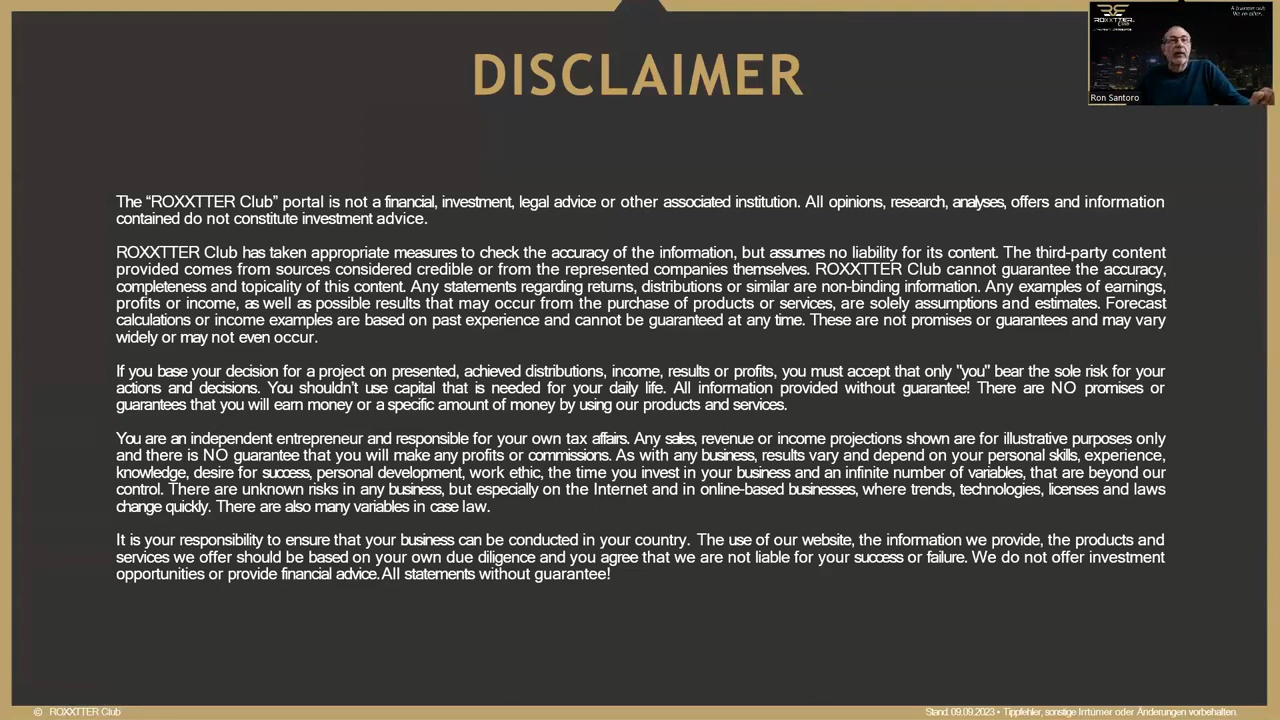 DISCLAIMER
ROXXTTER
Ron Santoro
The “ROXXTTER Club” portal is not a financial, investment, legal advice or other associated institution. All opinions, research, analyses, offers and information
contained do not constitute investment advice.
ROXXTTER Club has taken appropriate measures to check the accuracy of the information, but assumes no liability for its content. The third-party content
provided comes from sources considered credible or from the represented companies themselves. ROXXTTER Club cannot guarantee the accuracy,
completeness and topicality of this content. Any statements regarding returns, distributions or similar are non-binding information. Any examples of earnings,
profits or income, as well as possible results that may occur from the purchase of products or services, are solely assumptions and estimates. Forecast
calculations or income examples are based on past experience and cannot be guaranteed at any time. These are not promises or guarantees and may vary
widely or may not even occur.
If you base your decision for a project on presented, achieved distributions, income, results or profits, you must accept that only "you" bear the sole risk for your
actions and decisions. You shouldn’t use capital that is needed for your daily life. All information provided without guarantee! There are NO promises or
guarantees that you will earn money or a specific amount of money by using our products and services.
You are an independent entrepreneur and responsible for your own tax affairs. Any sales, revenue or income projections shown are for illustrative purposes only
and there is NO guarantee that you will make any profits or commissions. As with any business, results vary and depend on your personal skills, experience,
knowledge, desire for success, personal development, work ethic, the time you invest in your business and an infinite number of variables, that are beyond our
control. There are unknown risks in any business, but especially on the Internet and in online-based businesses, where trends, technologies, licenses and laws
change quickly. There are also many variables in case law.
It is your responsibility to ensure that your business can be conducted in your country. The use of our website, the information we provide, the products and
services we offer should be based on your own due diligence and you agree that we are not liable for your success or failure. We do not offer investment
opportunities or provide financial advice.All statements without guarantee!
© ROXXTTER Club
Stand: 09.09.2023 • Tippfehler, sonstige Irrtümer oder Änderungen vorbehalten.